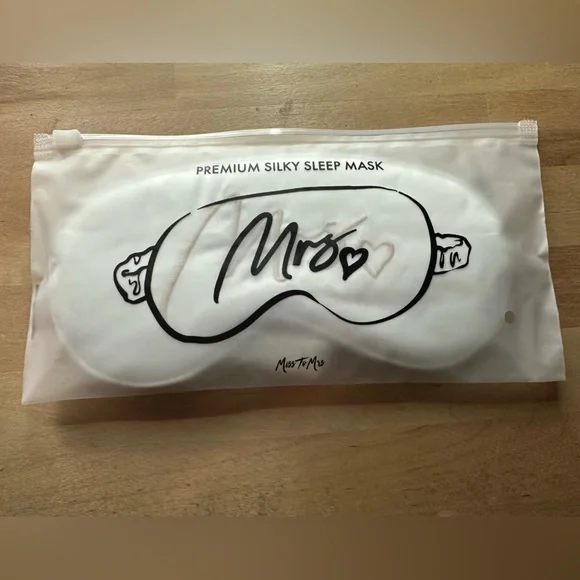 PREMIUM SILKY SLEEP MASK
Mrs♡
Miss To Mrs